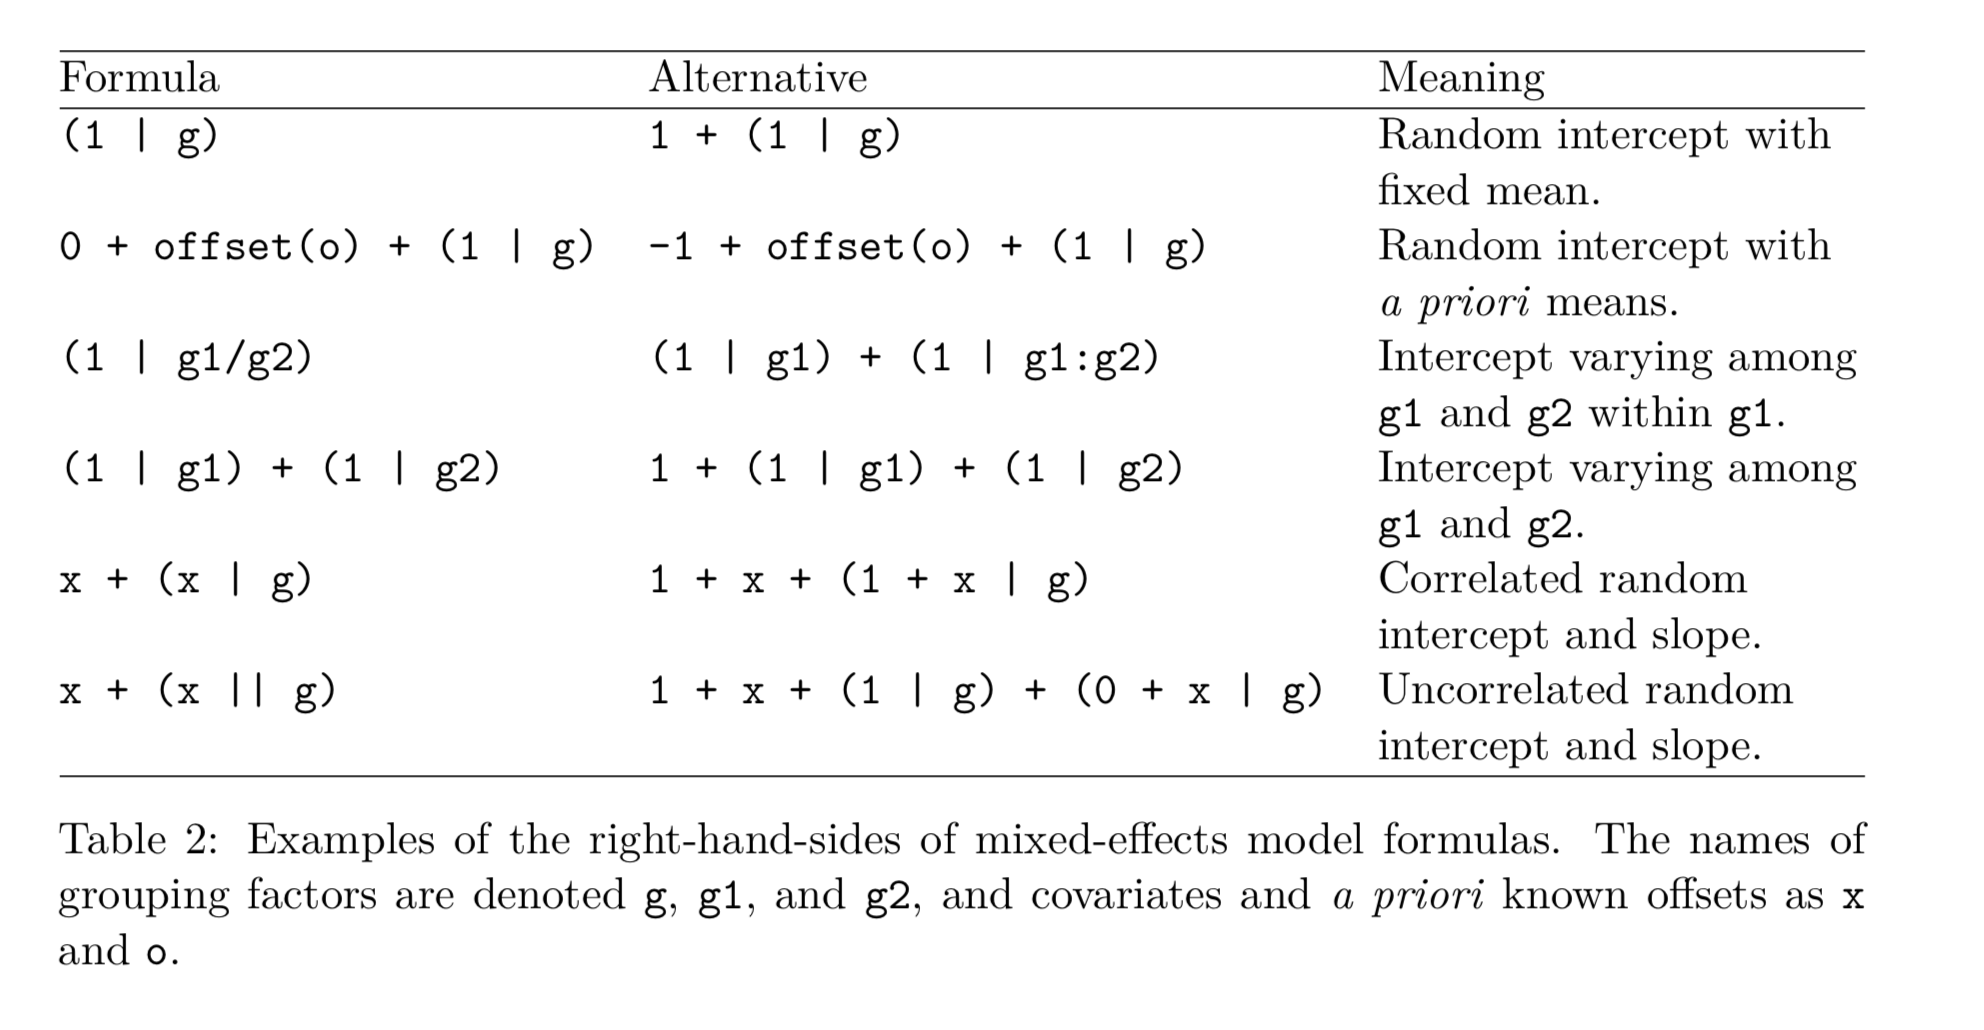 Formula Alternative Meaning
(1 | g) 1 + (1 | g) Random intercept with
fixed mean.
0 + offset(o) + (1 | g) -1 + offset(o) + (1 | g) Random intercept with
a priori means.
(1 | g1/g2) (1 | g1) + (1 | g1:g2) Intercept varying among
g1 and g2 within g1.
(1 | g1) + (1 | g2) 1 + (1 | g1) + (1 | g2) Intercept varying among
g1 and g2.
x + (x | g) 1 + x + (1 + x | g) Correlated random
intercept and slope.
x + (x || g) 1 + x + (1 | g) + (0 + x | g) Uncorrelated random
intercept and slope.
Table 2: Examples of the right-hand-sides of mixed-effects model formulas. The names of
grouping factors are denoted g, g1, and g2, and covariates and a priori known offsets as x
and o.